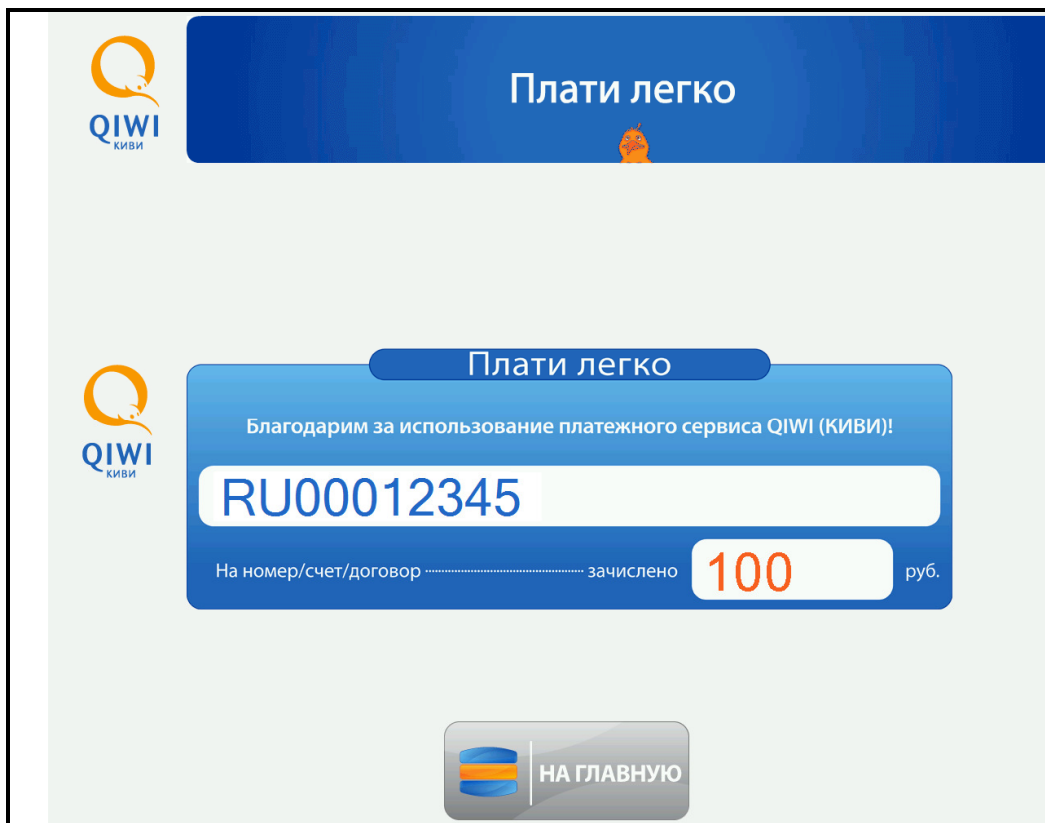 QIWI
КИВИ
Плати легко
Плати легко
QIWI
КИВИ
Благодарим за использование платежного сервиса QIWI (КИВИ)!
RU00012345
На номер/счет/договор зачислено 100 руб.
НА ГЛАВНУЮ